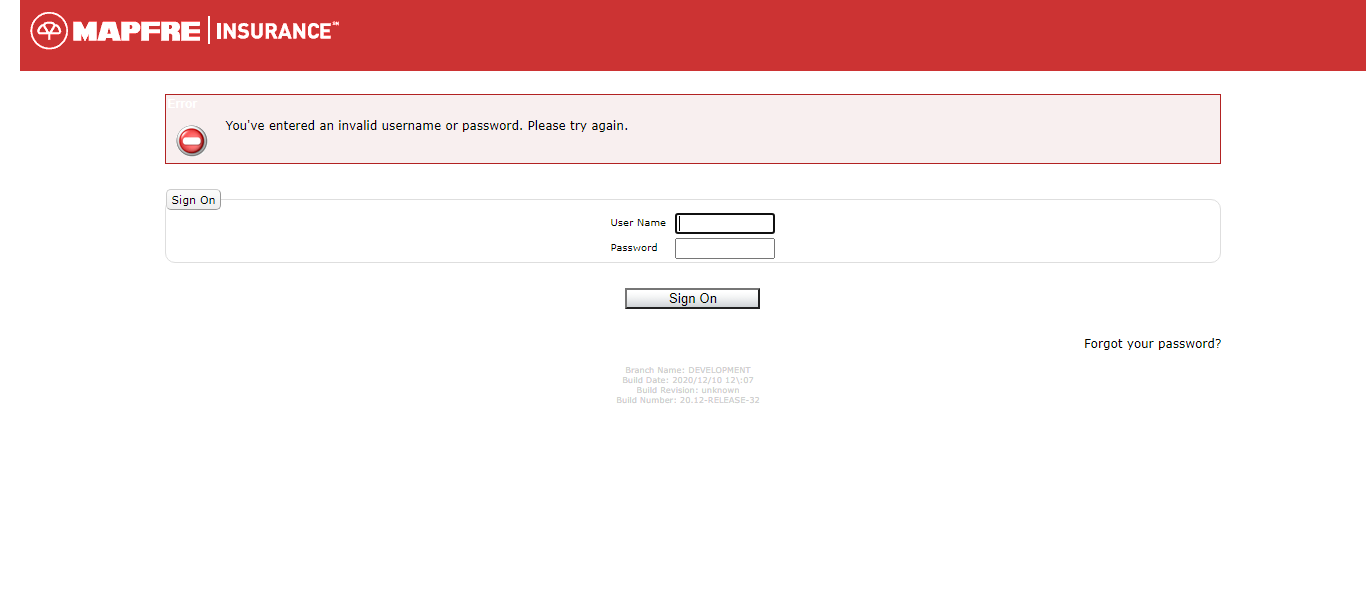 MAPFRE | INSURANCE℠
Error
You've entered an invalid username or password. Please try again.
Sign On
User Name
Password
Sign On
Forgot your password?
Branch Name: DEVELOPMENT
Build Date: 2020/12/10 12\:07
Build Revision: unknown
Build Number: 20.12-RELEASE-32